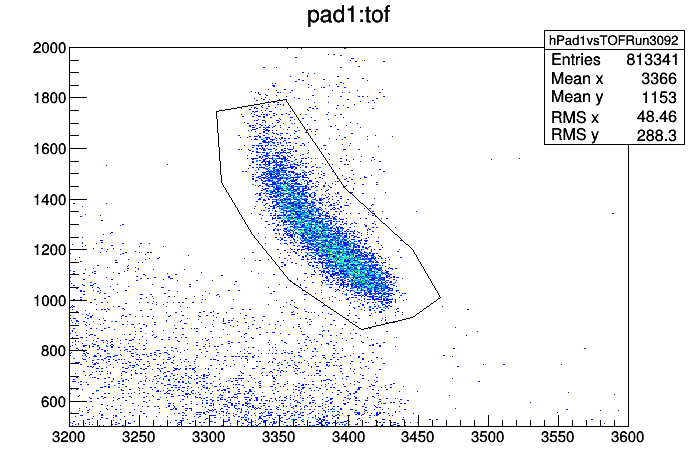 pad1:tof
hPad1vsTOFRun3092
Entries 813341
Mean x 3366
Mean y 1153
RMS x 48.46
RMS y 288.3
2000
1800
1600
1400
1200
1000
800
600
3200 3250 3300 3350 3400 3450 3500 3550 3600